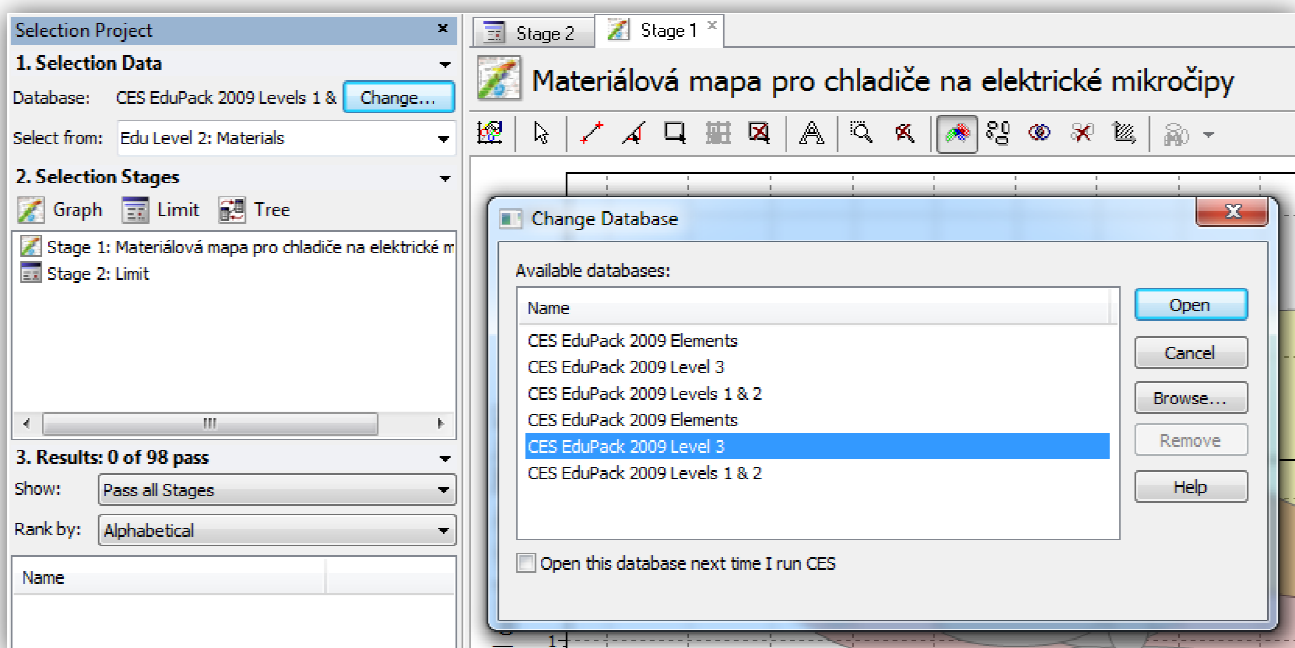 Selection Project
1. Selection Data
Database: CES EduPack 2009 Levels 1 & Change...
Select from: Edu Level 2: Materials
2. Selection Stages
Graph Limit Tree
Stage 1: Materiálová mapa pro chladiče na elektrické m
Stage 2: Limit
3. Results: 0 of 98 pass
Show: Pass all Stages
Rank by: Alphabetical
Name
Stage 2 Stage 1
Materiálová mapa pro chladiče na elektrické mikročipy
Change Database
Available databases:
Name
CES EduPack 2009 Elements
CES EduPack 2009 Level 3
CES EduPack 2009 Levels 1 & 2
CES EduPack 2009 Elements
CES EduPack 2009 Level 3
CES EduPack 2009 Levels 1 & 2
Open
Cancel
Browse...
Remove
Help
Open this database next time I run CES
1